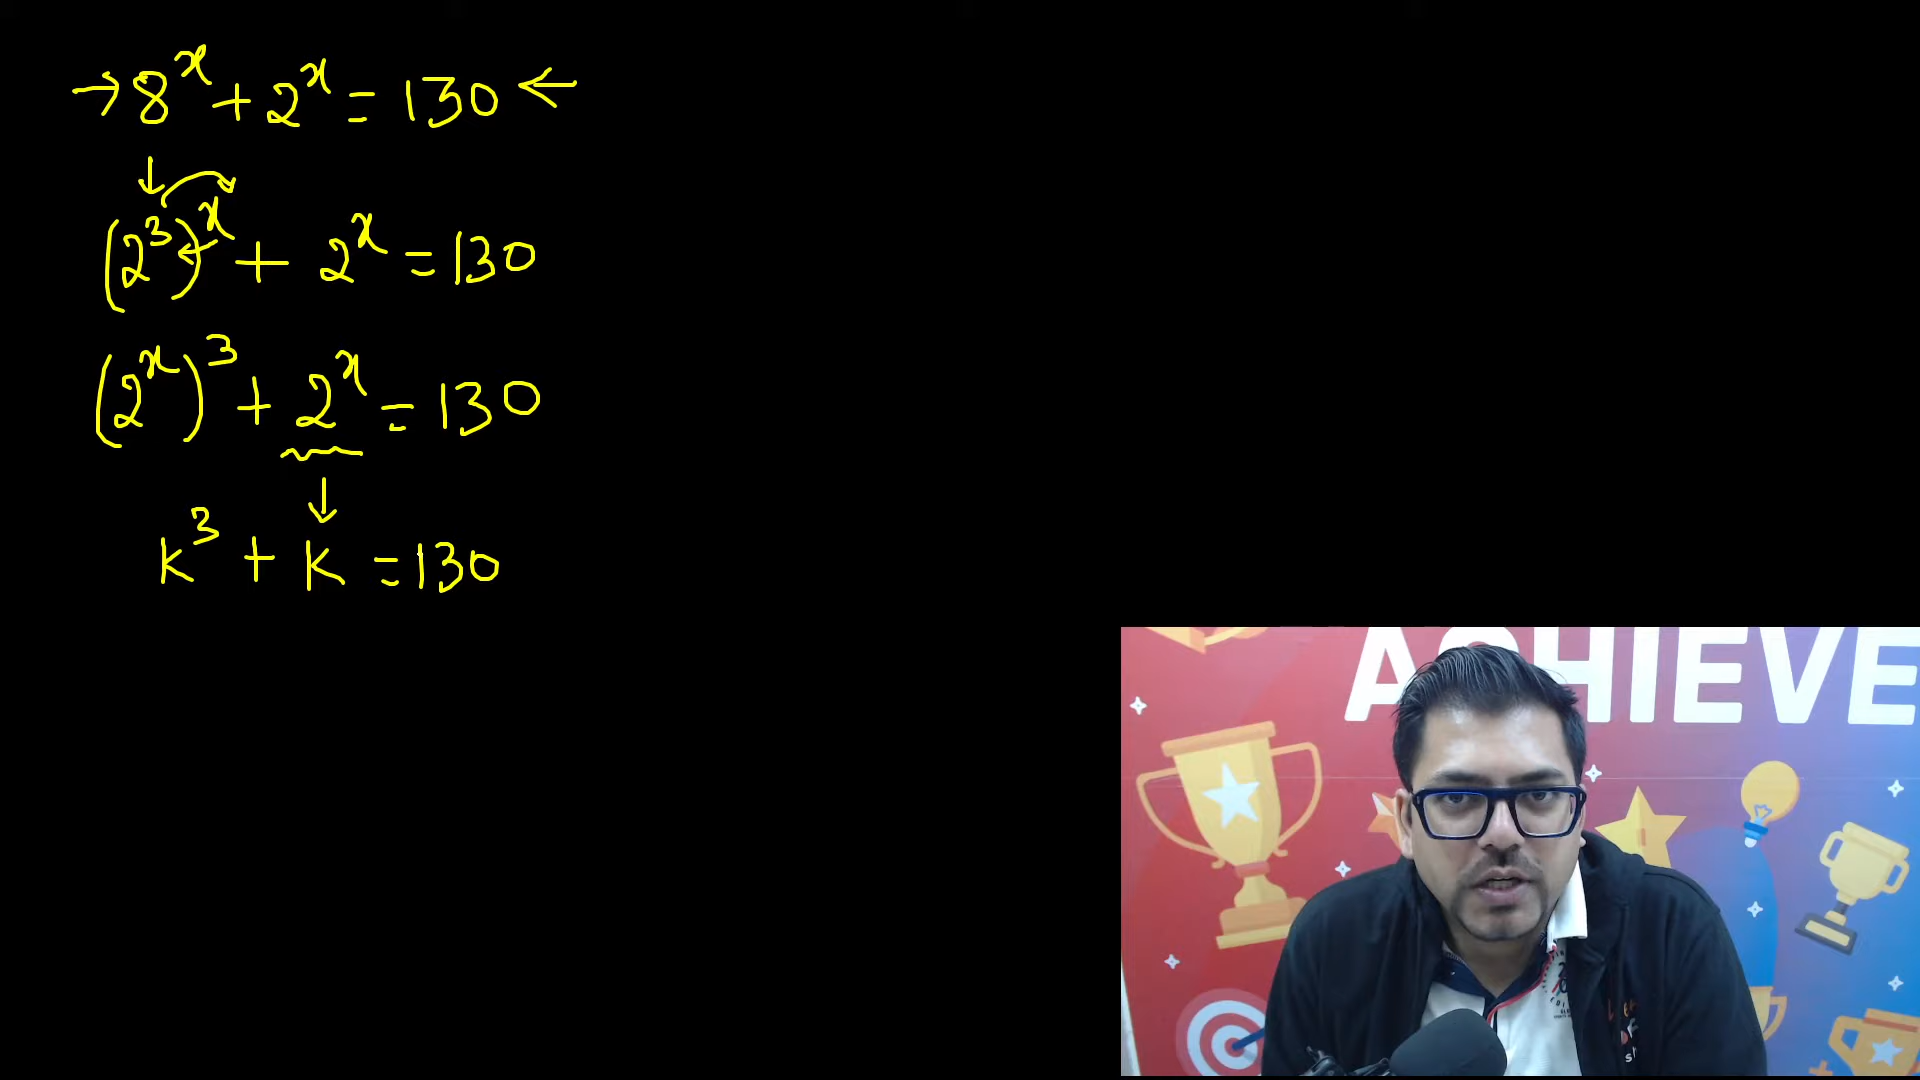 → 8^x + 2^x = 130 ←
(2^3)^x + 2^x = 130
(2^x)^3 + 2^x = 130
k^3 + k = 130
ACHIEVE